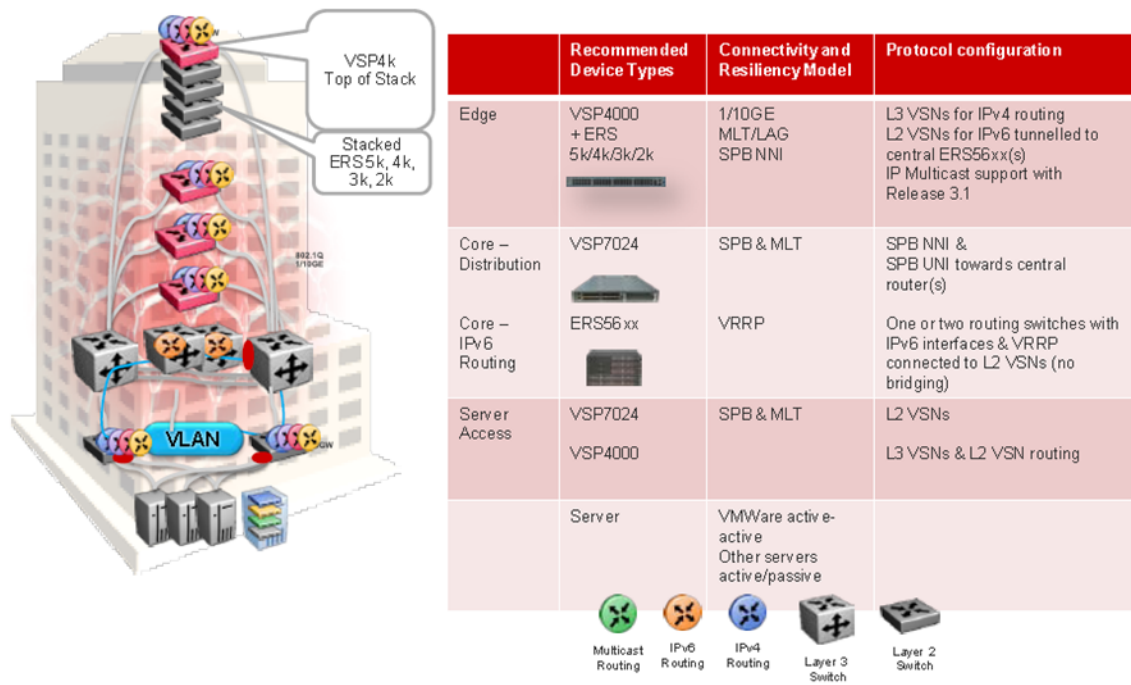 VSP4k
Top of Stack
Stacked
ERS5k, 4k,
3k, 2k
802.1Q
1/10GE
VLAN
Recommended
Device Types
Connectivity and
Resiliency Model
Protocol configuration
Edge
VSP4000
+ ERS
5k/4k/3k/2k
1/10GE
MLT/LAG
SPB NNI
L3 VSNs for IPv4 routing
L2 VSNs for IPv6 tunnelled to
central ERS56xx(s)
IP Multicast support with
Release 3.1
Core –
Distribution
VSP7024
SPB & MLT
SPB NNI &
SPB UNI towards central
router(s)
Core –
IPv6
Routing
ERS56xx
VRRP
One or two routing switches with
IPv6 interfaces & VRRP
connected to L2 VSNs (no
bridging)
Server
Access
VSP7024
SPB & MLT
L2 VSNs
VSP4000
L3 VSNs & L2 VSN routing
Server
VMWare active-
active
Other servers
active/passive
Multicast
Routing
IPv6
Routing
IPv4
Routing
Layer 3
Switch
Layer 2
Switch